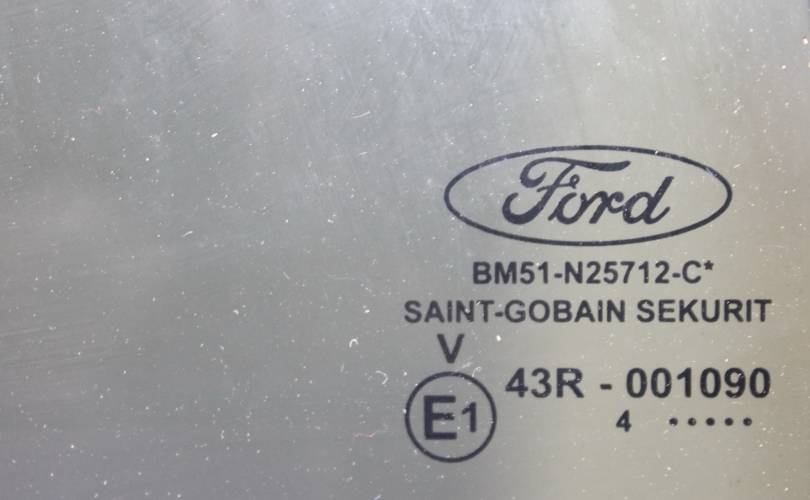 Ford
BM51-N25712-C*
SAINT-GOBAIN SEKURIT
V
E1 43R - 001090
4 •••••